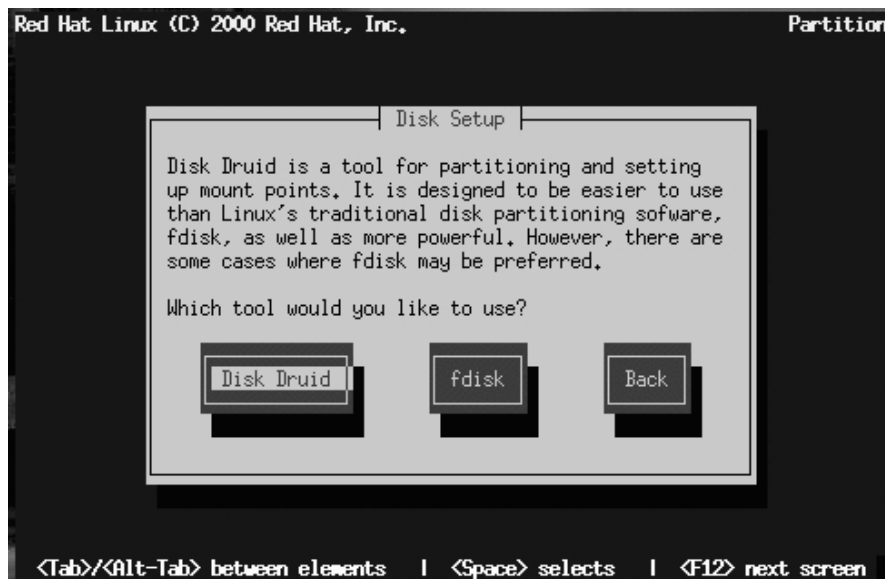 Red Hat Linux (C) 2000 Red Hat, Inc. Partition
Disk Setup
Disk Druid is a tool for partitioning and setting
up mount points. It is designed to be easier to use
than Linux's traditional disk partitioning sofware,
fdisk, as well as more powerful. However, there are
some cases where fdisk may be preferred.
Which tool would you like to use?
Disk Druid fdisk Back
<Tab>/<Alt-Tab> between elements | <Space> selects | <F12> next screen